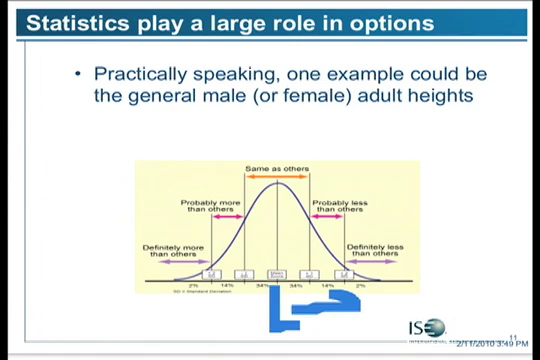 Statistics play a large role in options
• Practically speaking, one example could be
the general male (or female) adult heights
Same as others
Probably more
than others
Probably less
than others
Definitely more
than others
Definitely less
than others
2% 14% 34% 34% 14% 2%
SD = Standard Deviation
ISE
11
2/11/2010 3:49 PM